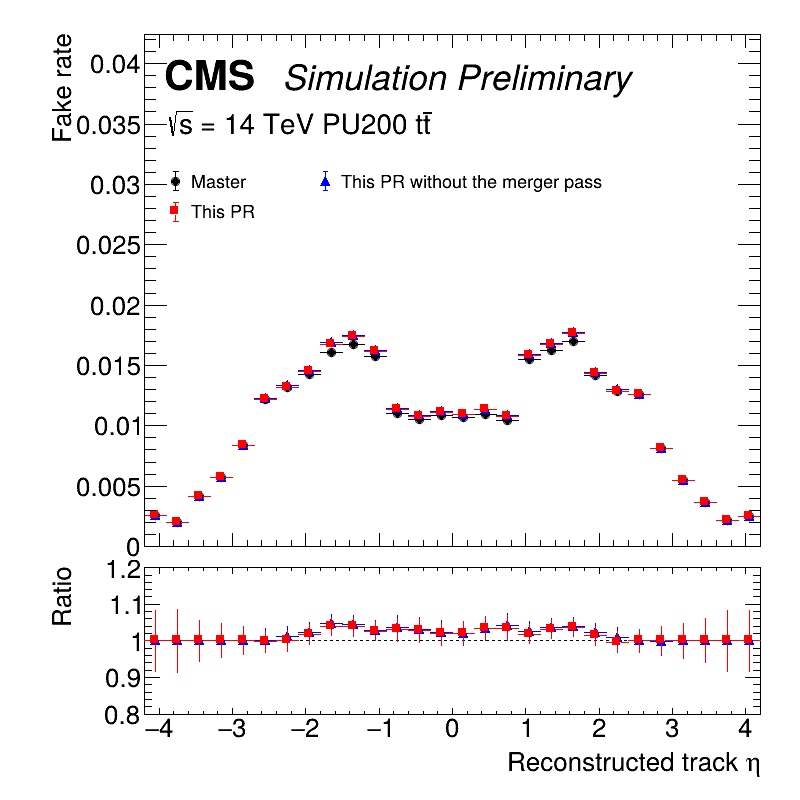 Fake rate
0.04
CMS Simulation Preliminary
0.035
√s = 14 TeV PU200 tt̄
0.03
Master
This PR without the merger pass
This PR
0.025
0.02
0.015
0.01
0.005
0
Ratio
1.2
1.1
1
0.9
0.8
−4 −3 −2 −1 0 1 2 3 4
Reconstructed track η